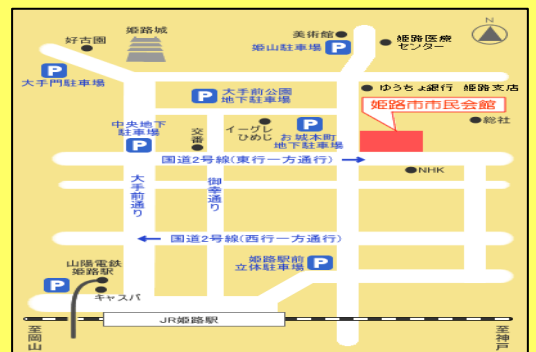 姫路城
美術館
N
好古園
姫山駐車場
P
姫路医療
センター
P
大手門駐車場
P
大手前公園
地下駐車場
ゆうちょ銀行 姫路支店
姫路市市民会館
総社
中央地下
駐車場
P
交番
イーグレ
ひめじ
P
お城本町
地下駐車場
国道2号線(東行一方通行)
NHK
大手前通り
御幸通り
国道2号線(西行一方通行)
山陽電鉄
姫路駅
姫路駅前
立体駐車場
P
P
キャスパ
JR姫路駅
至岡山
至神戸